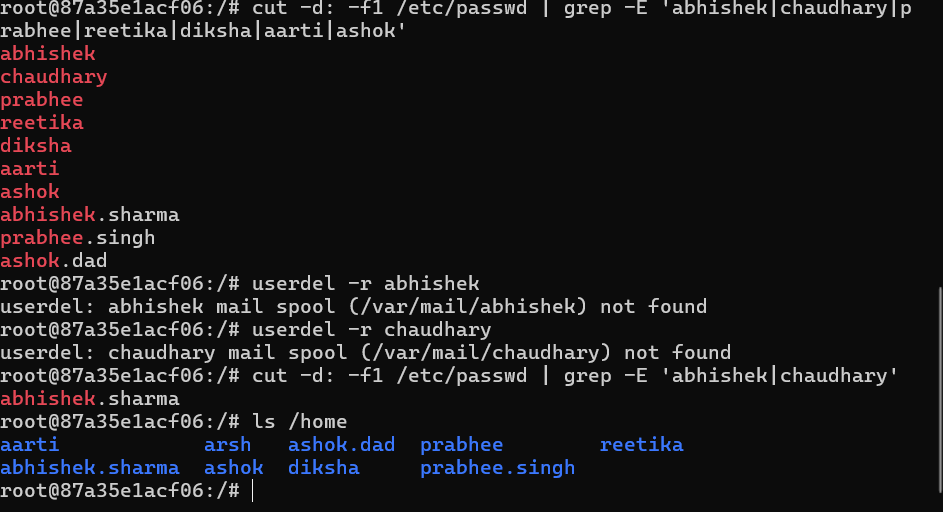 root@87a35e1acf06:/# cut -d: -f1 /etc/passwd | grep -E 'abhishek|chaudhary|p
rabhee|reetika|diksha|aarti|ashok'
abhishek
chaudhary
prabhee
reetika
diksha
aarti
ashok
abhishek.sharma
prabhee.singh
ashok.dad
root@87a35e1acf06:/# userdel -r abhishek
userdel: abhishek mail spool (/var/mail/abhishek) not found
root@87a35e1acf06:/# userdel -r chaudhary
userdel: chaudhary mail spool (/var/mail/chaudhary) not found
root@87a35e1acf06:/# cut -d: -f1 /etc/passwd | grep -E 'abhishek|chaudhary'
abhishek.sharma
root@87a35e1acf06:/# ls /home
aarti arsh ashok.dad prabhee reetika
abhishek.sharma ashok diksha prabhee.singh
root@87a35e1acf06:/#